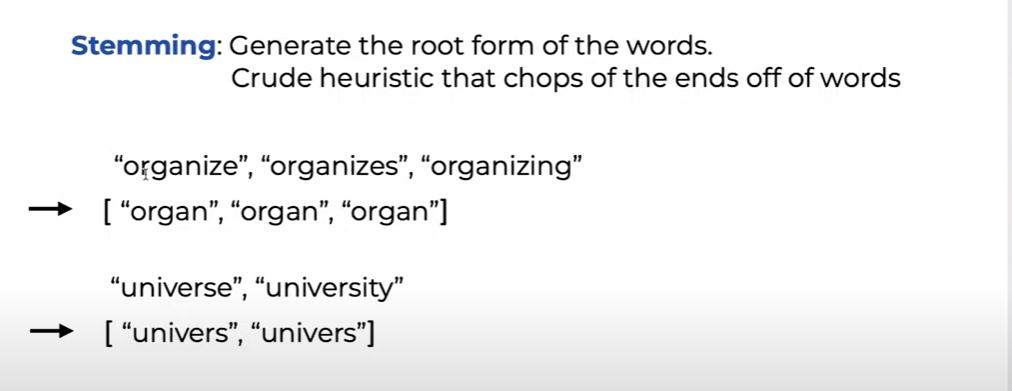 Stemming: Generate the root form of the words.
Crude heuristic that chops of the ends off of words
“organize”, “organizes”, “organizing”
[ “organ”, “organ”, “organ”]
“universe”, “university”
[ “univers”, “univers”]